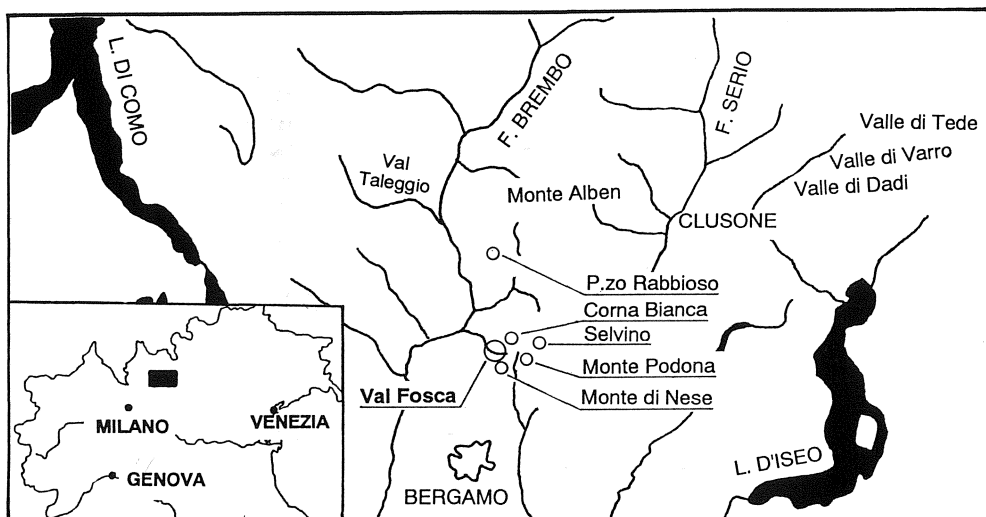 L. DI COMO
F. BREMBO
F. SERIO
Valle di Tede
Valle di Varro
Valle di Dadi
Val
Taleggio
Monte Alben
CLUSONE
P.zo Rabbioso
Corna Bianca
Selvino
Monte Podona
Monte di Nese
Val Fosca
BERGAMO
L. D'ISEO
MILANO
VENEZIA
GENOVA